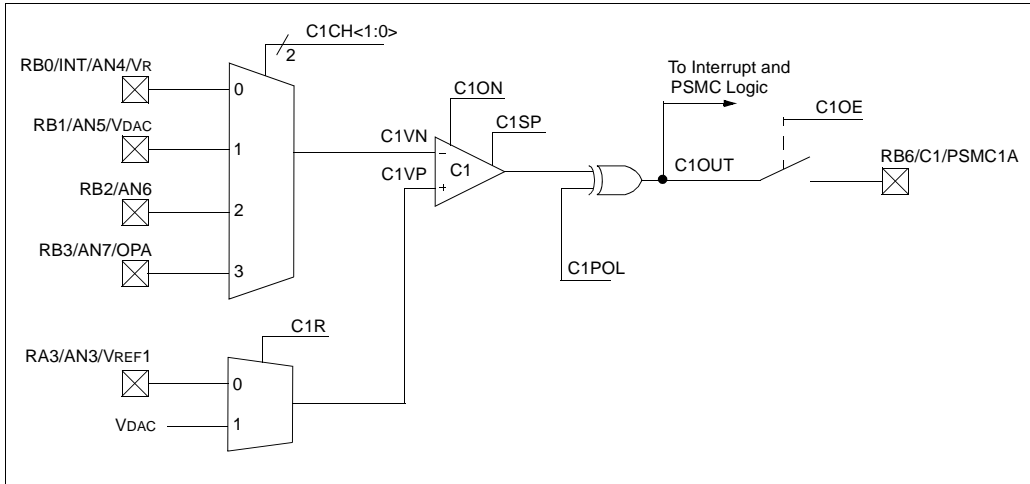 C1CH<1:0>
2
RB0/INT/AN4/VR
0
RB1/AN5/VDAC
1
RB2/AN6
2
RB3/AN7/OPA
3
C1ON
C1SP
C1VN
C1VP
–
+
C1
To Interrupt and
PSMC Logic
C1OE
C1OUT
RB6/C1/PSMC1A
C1POL
C1R
RA3/AN3/VREF1
0
VDAC
1